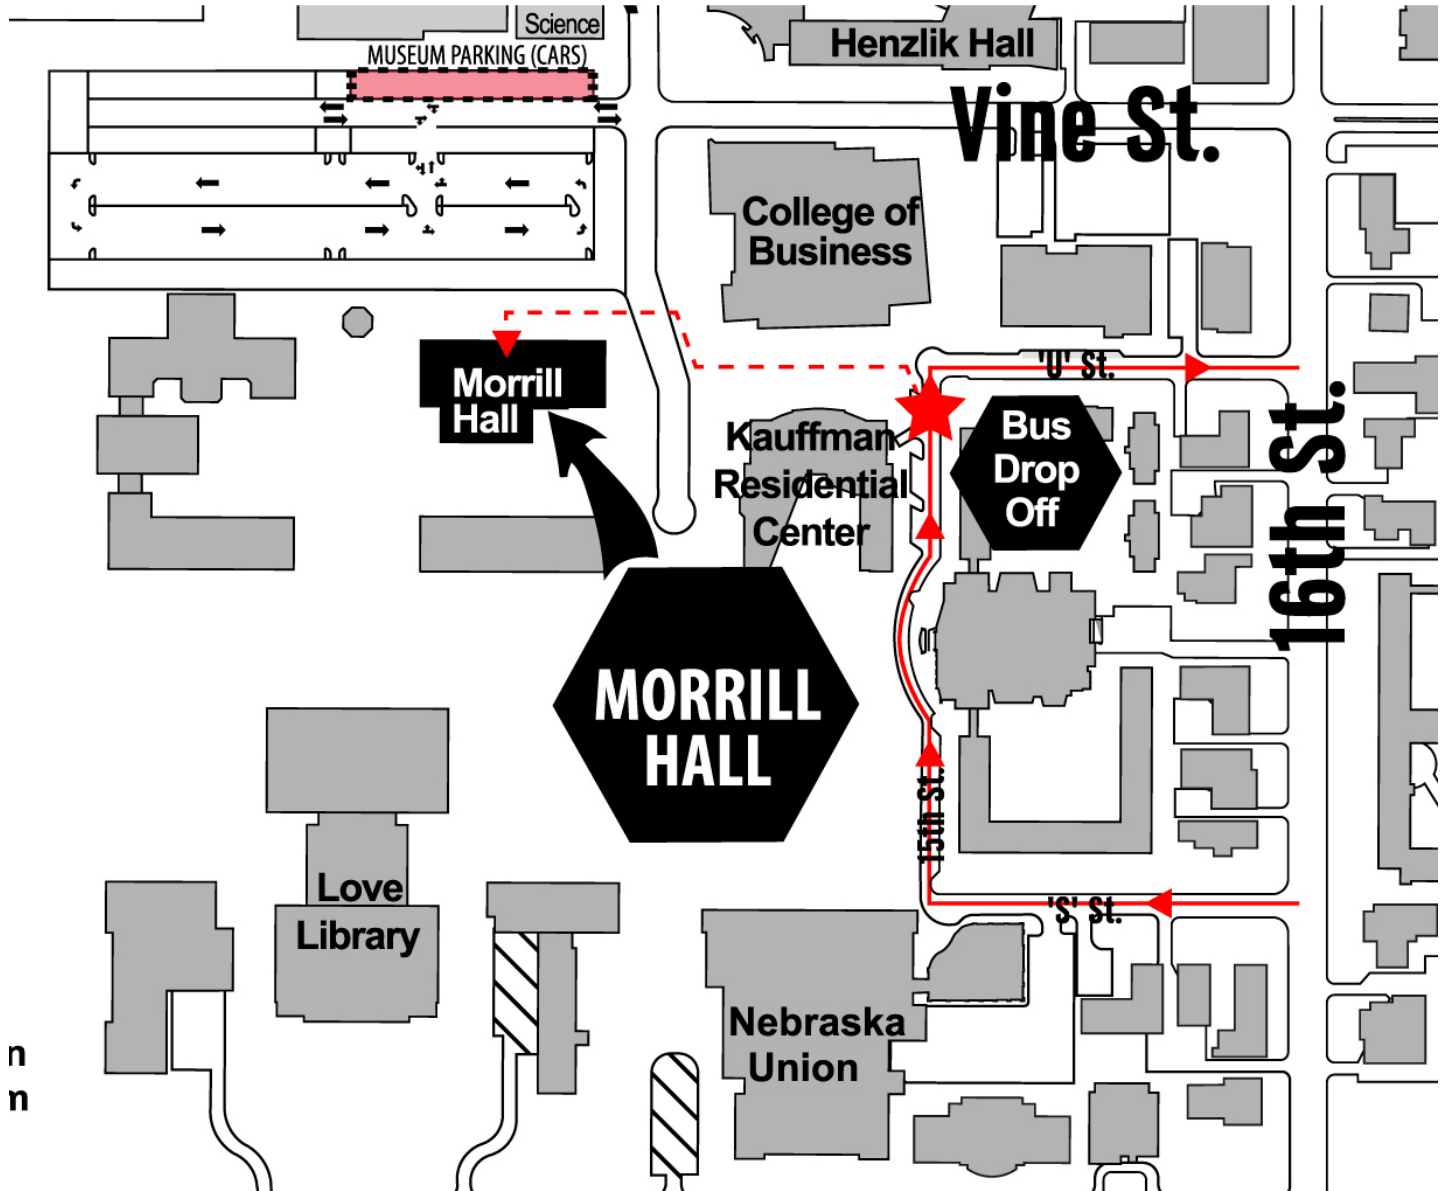 Science
MUSEUM PARKING (CARS)
Henzlik Hall
Vine St.
College of
Business
'U' St.
Morrill
Hall
Bus
Drop
Off
Kauffman
Residential
Center
16th St.
MORRILL
HALL
15th St.
Love
Library
'S' St.
Nebraska
Union
n
m